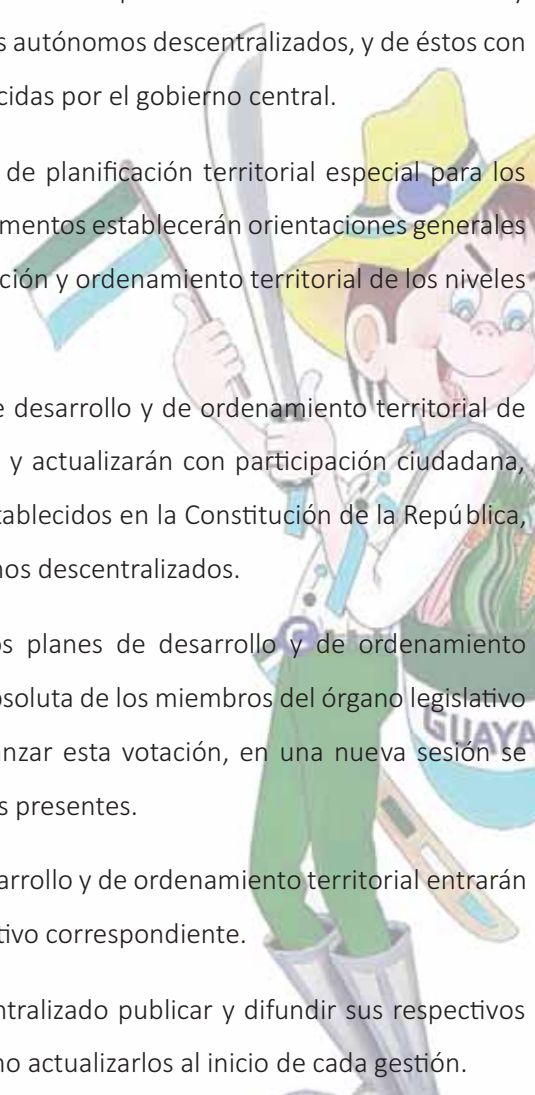 s autónomos descentralizados, y de éstos con
cidas por el gobierno central.
de planificación territorial especial para los
mentos establecerán orientaciones generales
ción y ordenamiento territorial de los niveles
e desarrollo y de ordenamiento territorial de
y actualizarán con participación ciudadana,
tablecidos en la Constitución de la República,
nos descentralizados.
os planes de desarrollo y de ordenamiento
bsoluta de los miembros del órgano legislativo
GUAYA
nzar esta votación, en una nueva sesión se
s presentes.
arrollo y de ordenamiento territorial entrarán
tivo correspondiente.
ntralizado publicar y difundir sus respectivos
no actualizarlos al inicio de cada gestión.